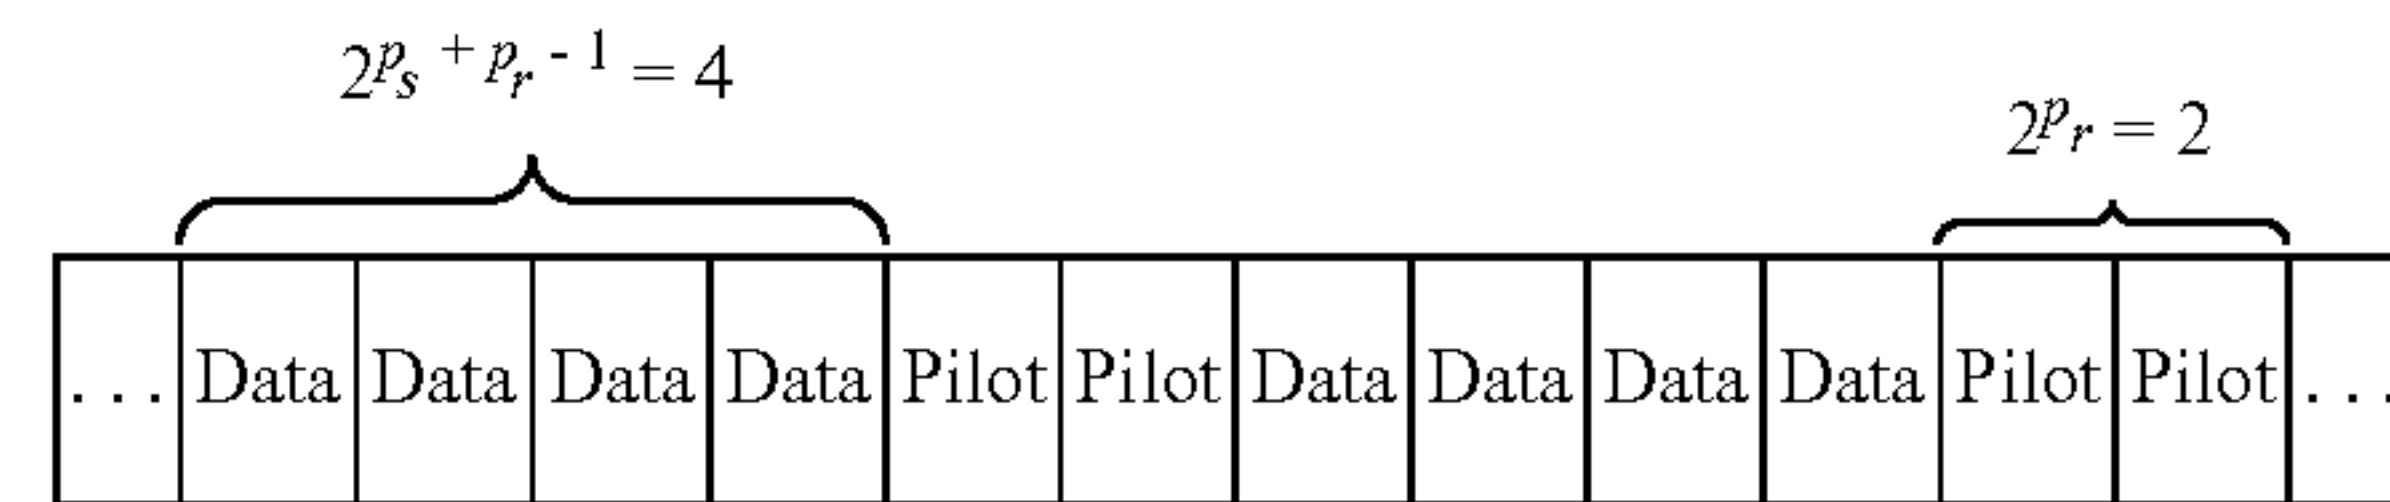 2^{p_s + p_r - 1} = 4
2^{p_r} = 2
. . . Data Data Data Data Pilot Pilot Data Data Data Data Pilot Pilot . . .